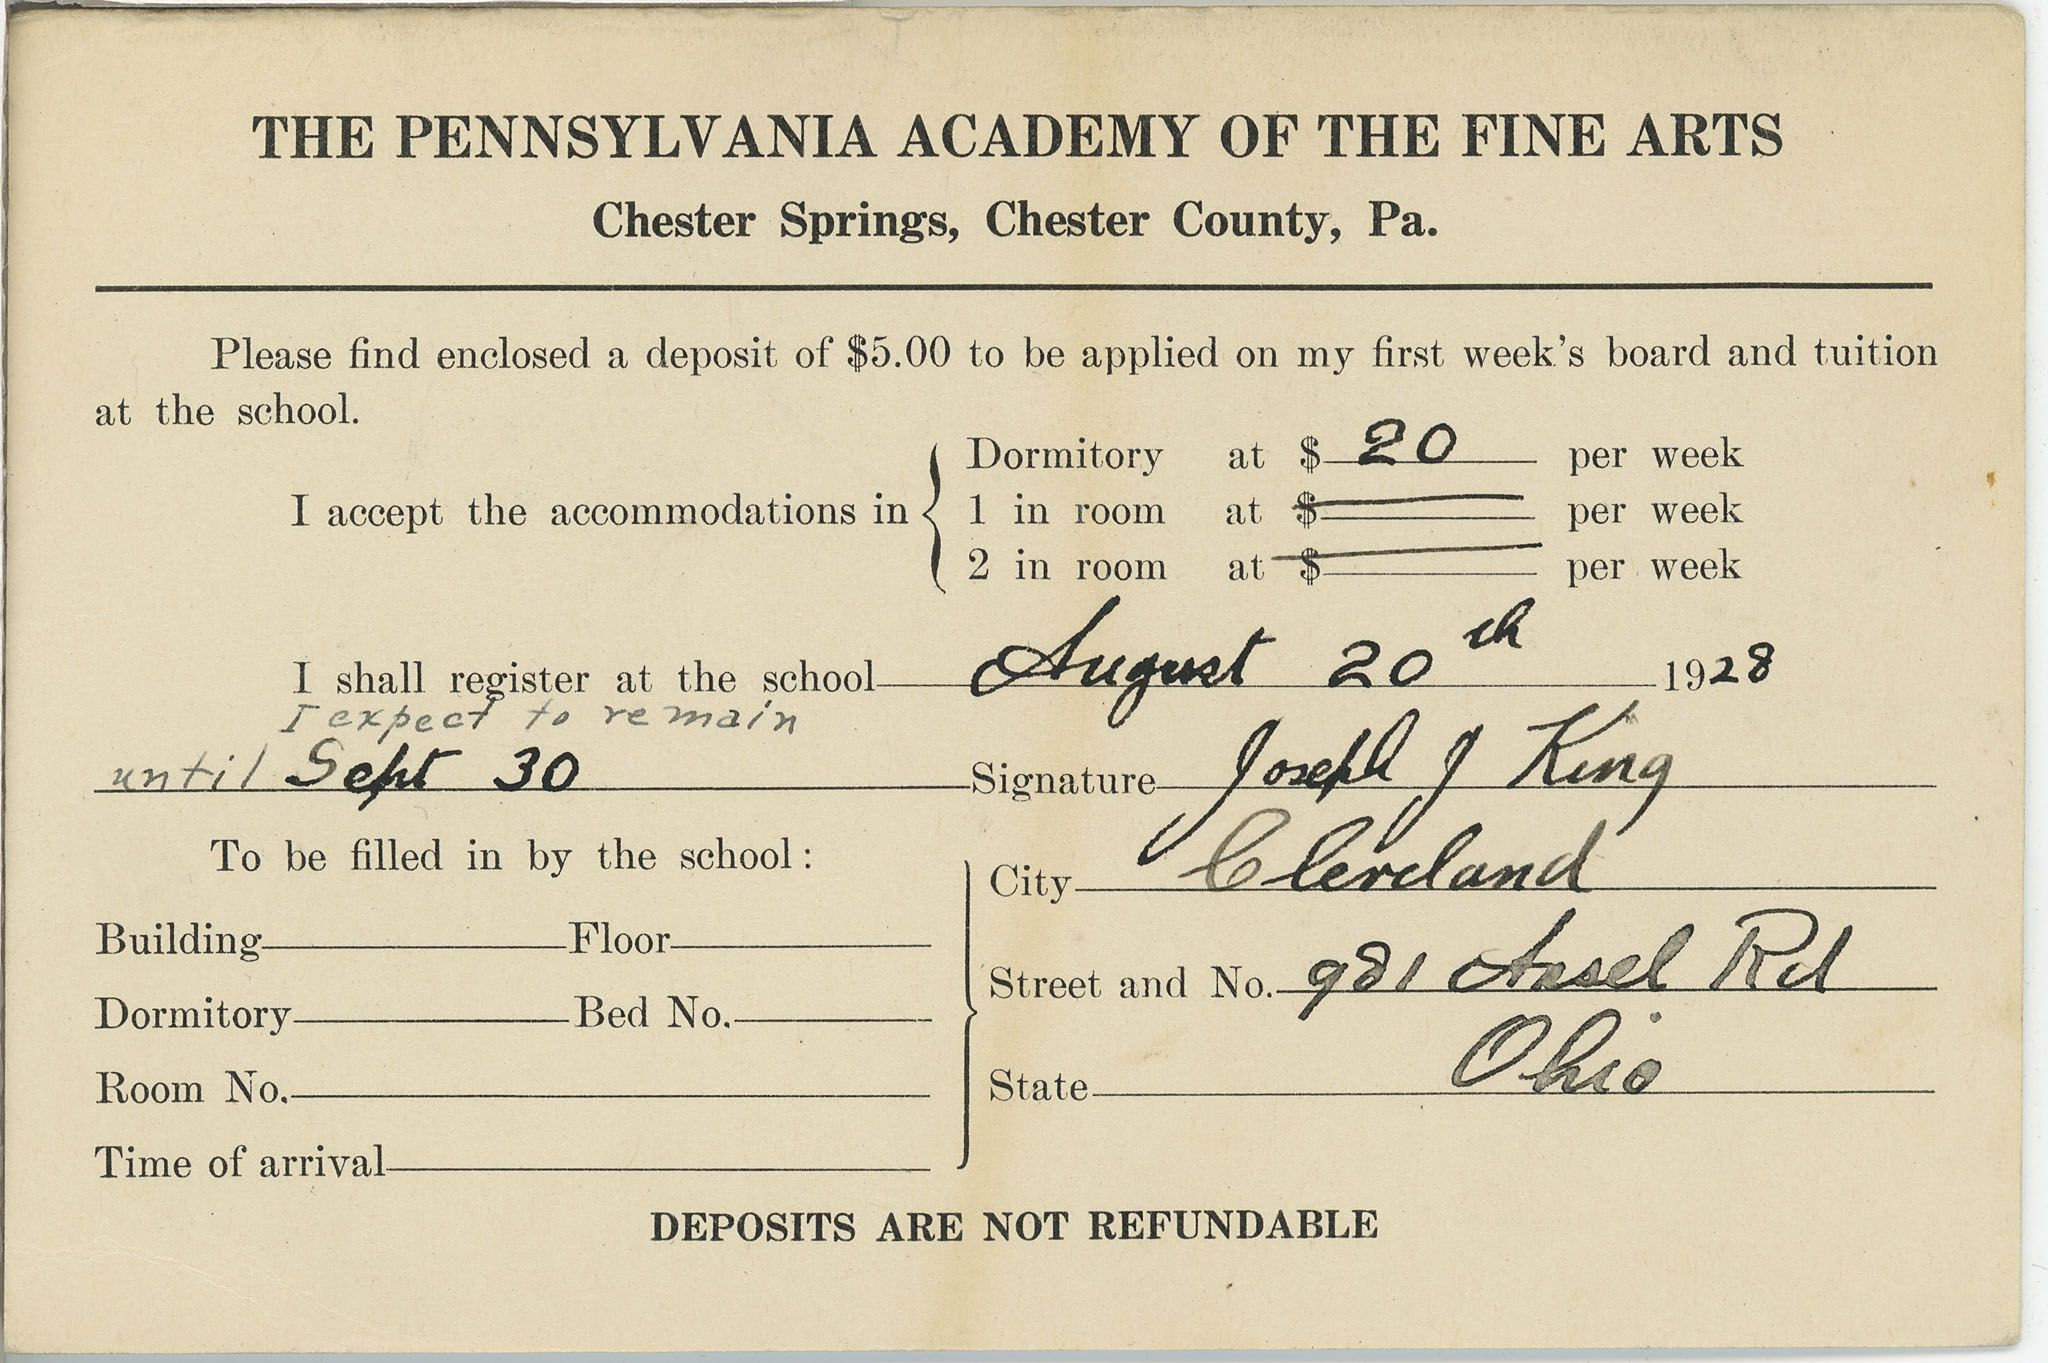 THE PENNSYLVANIA ACADEMY OF THE FINE ARTS
Chester Springs, Chester County, Pa.
Please find enclosed a deposit of $5.00 to be applied on my first week's board and tuition
at the school.
Dormitory at $ 20 per week
I accept the accommodations in 1 in room at $ per week
2 in room at $ per week
I shall register at the school August 20th 1928
I expect to remain
until Sept 30 Signature Joseph J King
To be filled in by the school:
City Cleveland
Building Floor
Street and No. 981 Ansel Rd
Dormitory Bed No.
Room No. State Ohio
Time of arrival
DEPOSITS ARE NOT REFUNDABLE